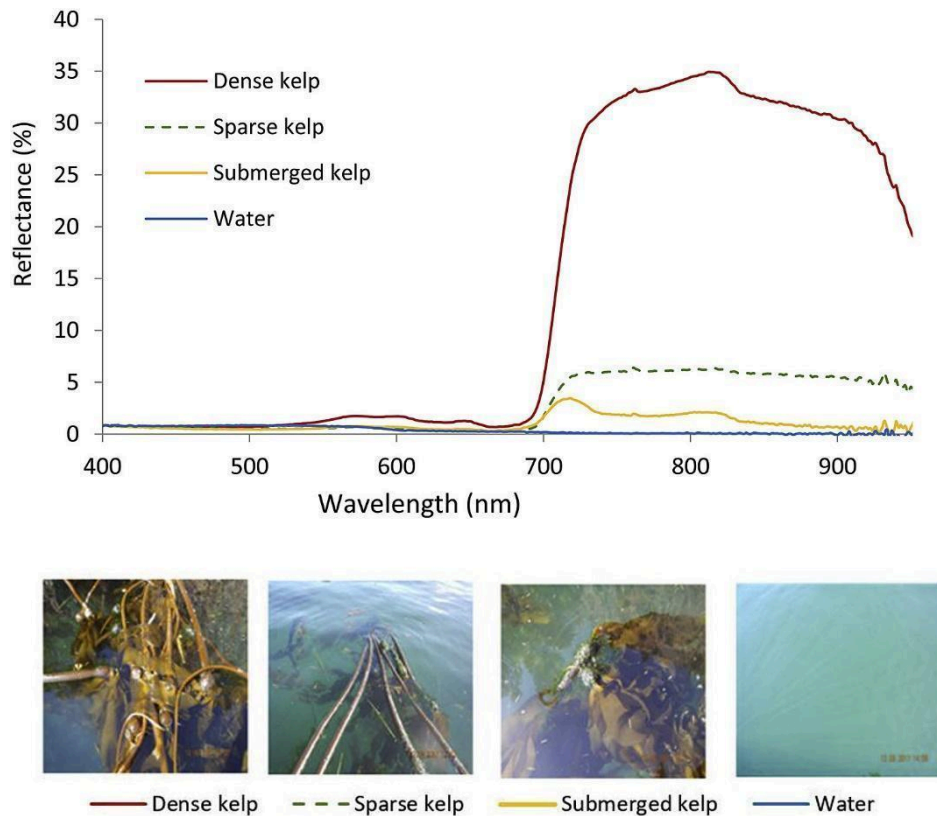 40
35
30
25
20
15
10
5
0
Reflectance (%)
Dense kelp
Sparse kelp
Submerged kelp
Water
400 500 600 700 800 900
Wavelength (nm)
Dense kelp Sparse kelp Submerged kelp Water